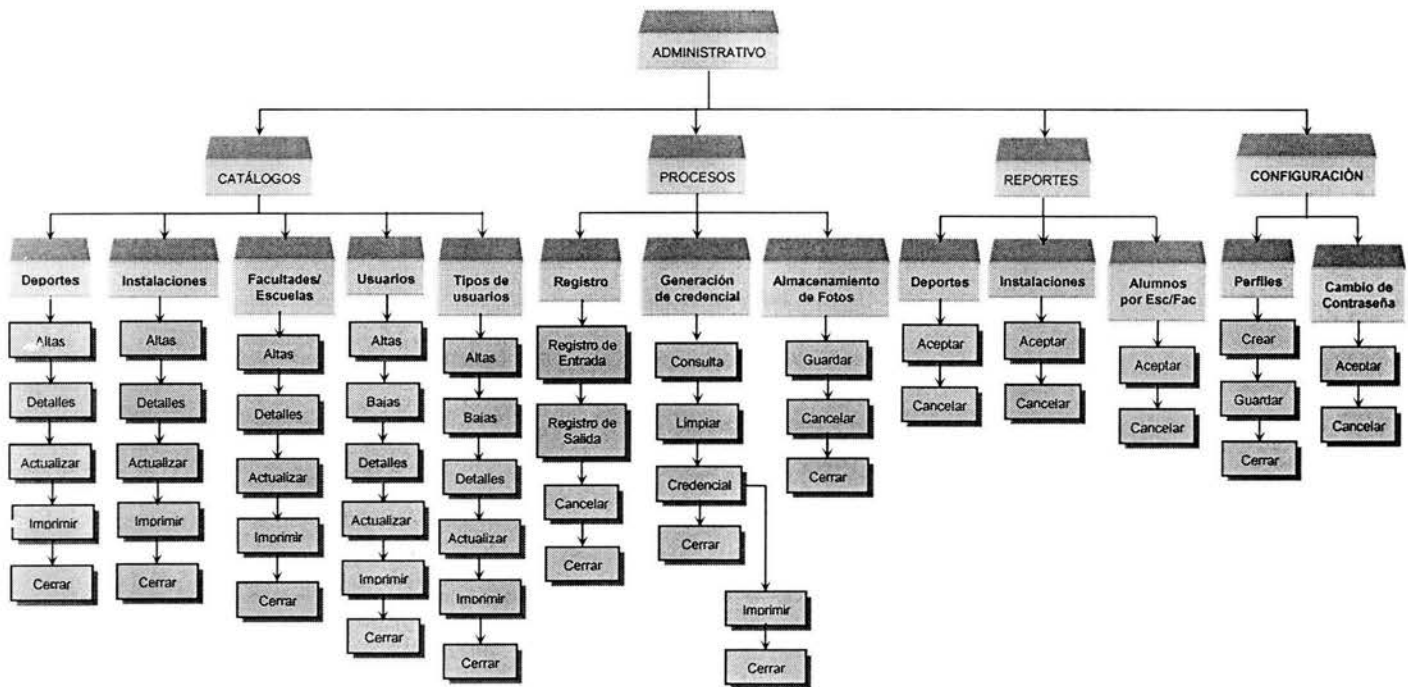 ADMINISTRATIVO
CATÁLOGOS
PROCESOS
REPORTES
CONFIGURACIÓN
Deportes
Instalaciones
Facultades/
Escuelas
Usuarios
Tipos de
usuarios
Registro
Generación
de credencial
Almacenamiento
de Fotos
Deportes
Instalaciones
Alumnos
por Esc/Fac
Perfiles
Cambio de
Contraseña
Altas
Detalles
Actualizar
Imprimir
Cerrar
Altas
Detalles
Actualizar
Imprimir
Cerrar
Altas
Detalles
Actualizar
Imprimir
Cerrar
Altas
Bajas
Detalles
Actualizar
Imprimir
Cerrar
Altas
Bajas
Detalles
Actualizar
Imprimir
Cerrar
Registro de
Entrada
Registro de
Salida
Cancelar
Cerrar
Consulta
Limpiar
Credencial
Cerrar
Imprimir
Cerrar
Guardar
Cancelar
Cerrar
Aceptar
Cancelar
Aceptar
Cancelar
Aceptar
Cancelar
Crear
Guardar
Cerrar
Aceptar
Cancelar